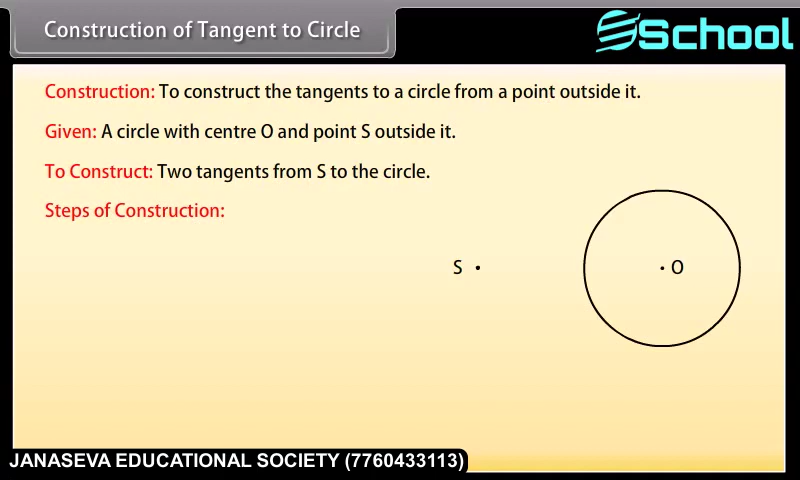 Construction of Tangent to Circle
School
Construction: To construct the tangents to a circle from a point outside it.
Given: A circle with centre O and point S outside it.
To Construct: Two tangents from S to the circle.
Steps of Construction:
S
O
JANASEVA EDUCATIONAL SOCIETY (7760433113)